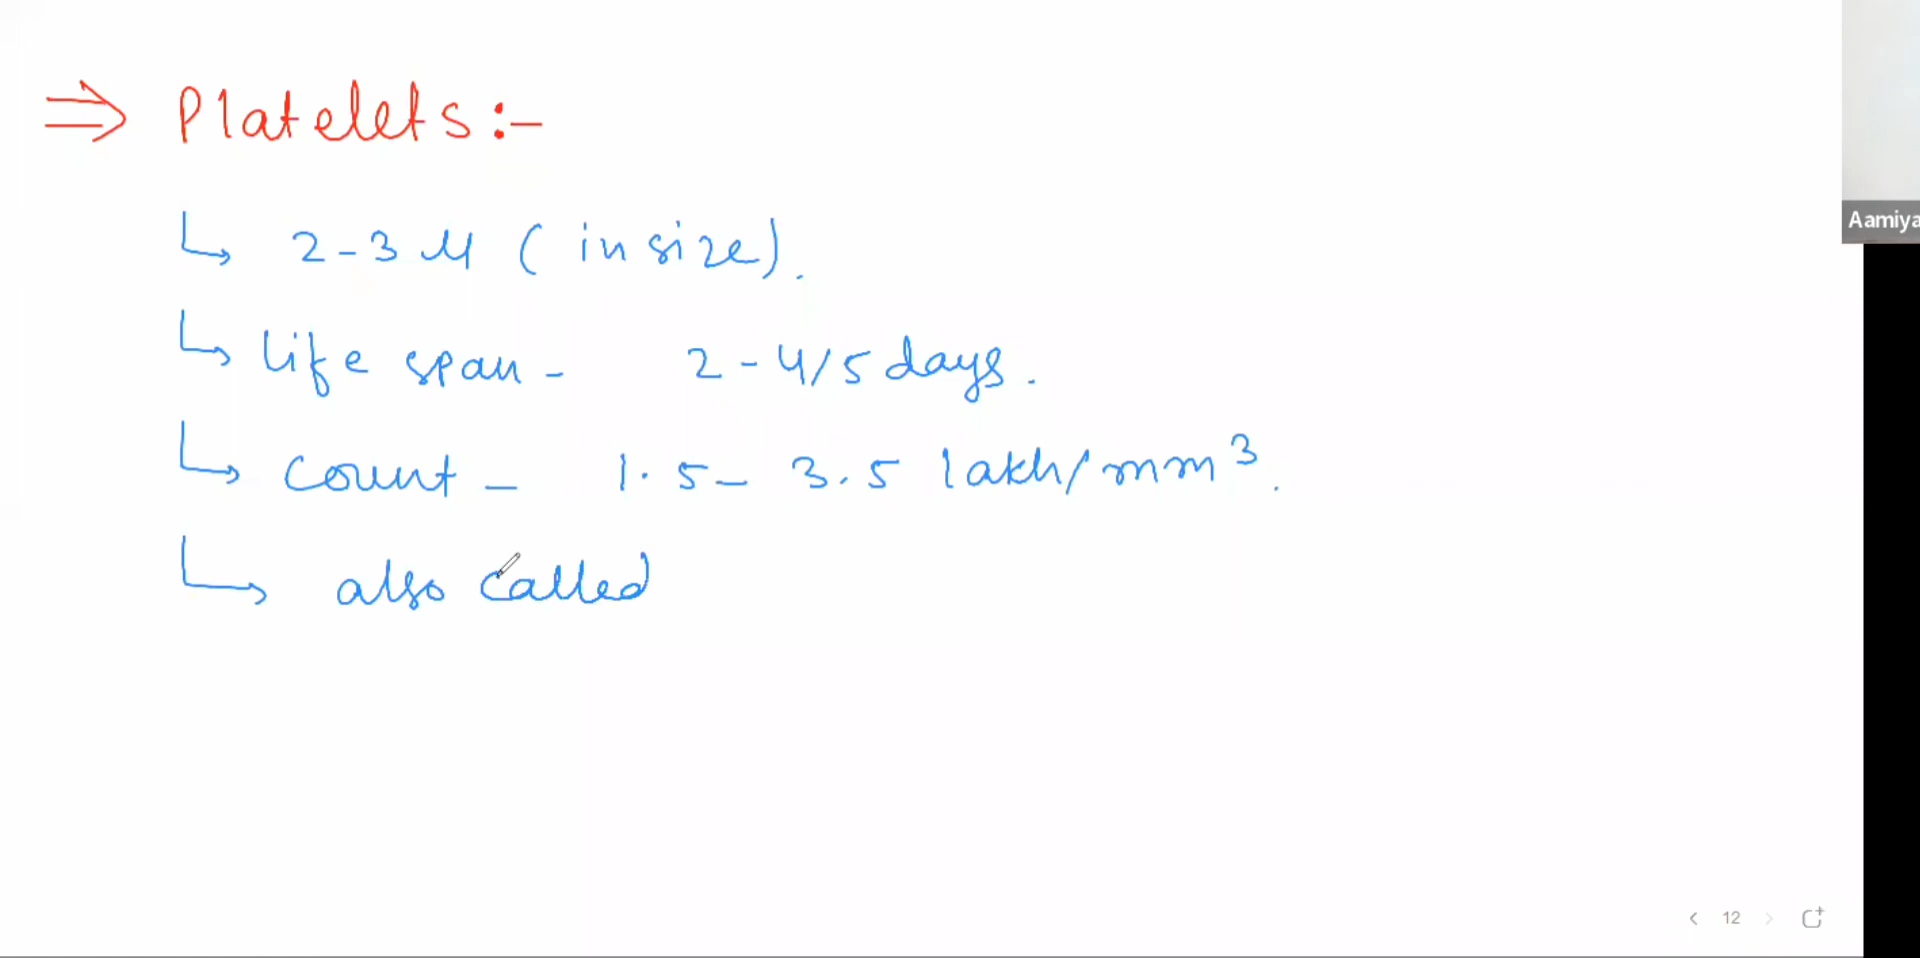 ⇒ Platelets:-
↳ 2-3 μ (in size).
↳ life span - 2-4/5 days.
↳ count - 1.5-3.5 lakh/mm³.
↳ also called
Aamiya
< 12 >